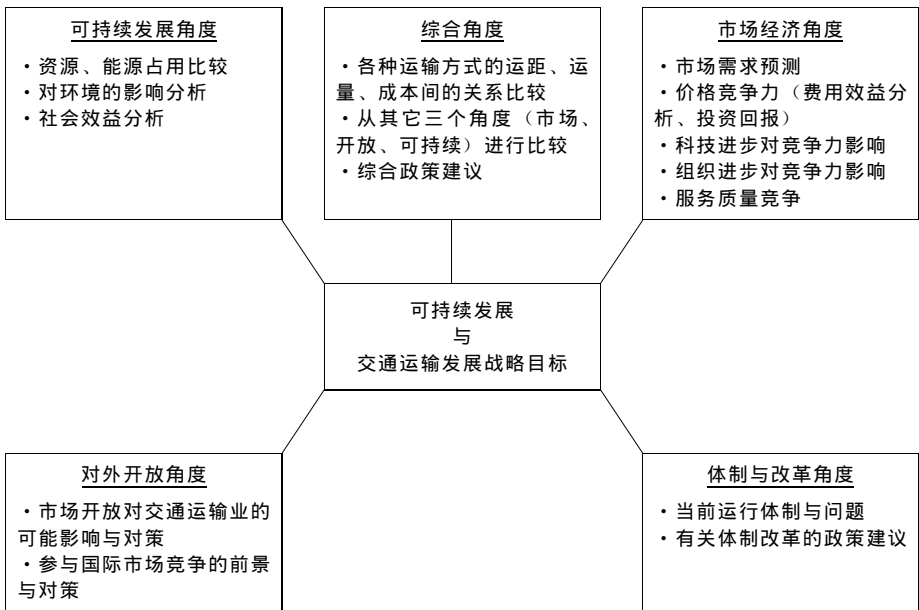 可持续发展角度
・资源、能源占用比较
・对环境的影响分析
・社会效益分析
综合角度
・各种运输方式的运距、运
量、成本间的关系比较
・从其它三个角度（市场、
开放、可持续）进行比较
・综合政策建议
市场经济角度
・市场需求预测
・价格竞争力（费用效益分
析、投资回报）
・科技进步对竞争力影响
・组织进步对竞争力影响
・服务质量竞争
可持续发展
与
交通运输发展战略目标
对外开放角度
・市场开放对交通运输业的
可能影响与对策
・参与国际市场竞争的前景
与对策
体制与改革角度
・当前运行体制与问题
・有关体制改革的政策建议